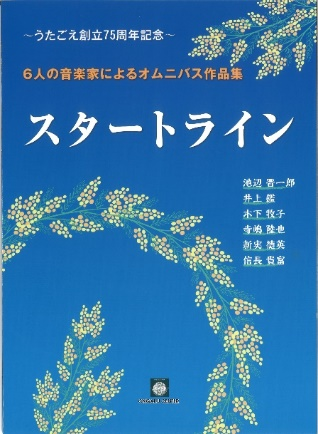 ～うたごえ創立75周年記念～
6人の音楽家によるオムニバス作品集
スタートライン
池辺 晋一郎
井上 鑑
木下 牧子
寺嶋 陸也
新実 徳英
信長 貴富